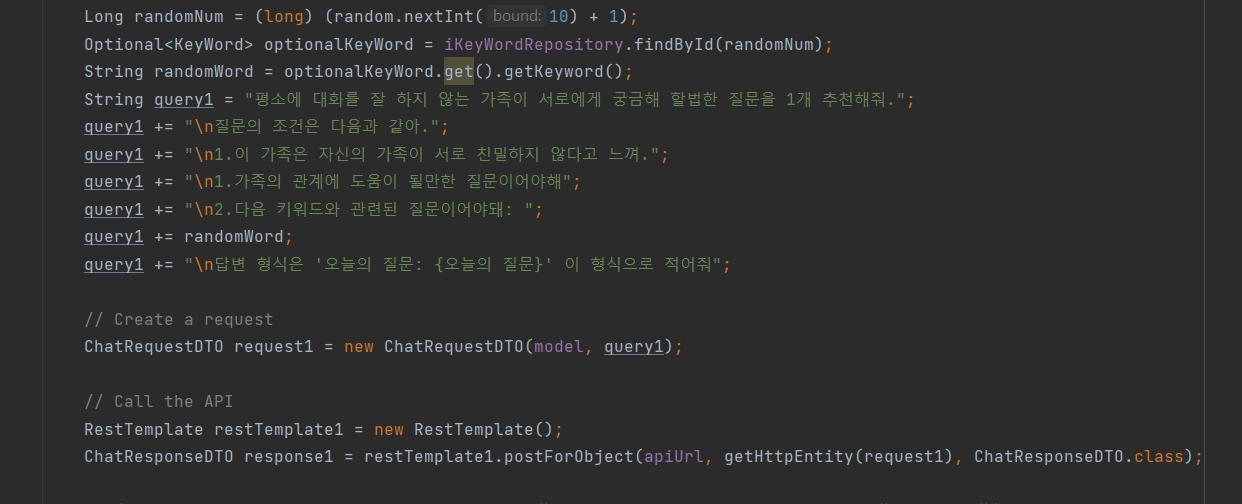 Long randomNum = (long) (random.nextInt( bound: 10) + 1);
Optional<KeyWord> optionalKeyWord = iKeyWordRepository.findById(randomNum);
String randomWord = optionalKeyWord.get().getKeyword();
String query1 = "평소에 대화를 잘 하지 않는 가족이 서로에게 궁금해 할법한 질문을 1개 추천해줘.";
query1 += "\n질문의 조건은 다음과 같아.";
query1 += "\n1.이 가족은 자신의 가족이 서로 친밀하지 않다고 느껴.";
query1 += "\n1.가족의 관계에 도움이 될만한 질문이어야해";
query1 += "\n2.다음 키워드와 관련된 질문이어야돼: ";
query1 += randomWord;
query1 += "\n답변 형식은 '오늘의 질문: {오늘의 질문}' 이 형식으로 적어줘";
// Create a request
ChatRequestDTO request1 = new ChatRequestDTO(model, query1);
// Call the API
RestTemplate restTemplate1 = new RestTemplate();
ChatResponseDTO response1 = restTemplate1.postForObject(apiUrl, getHttpEntity(request1), ChatResponseDTO.class);